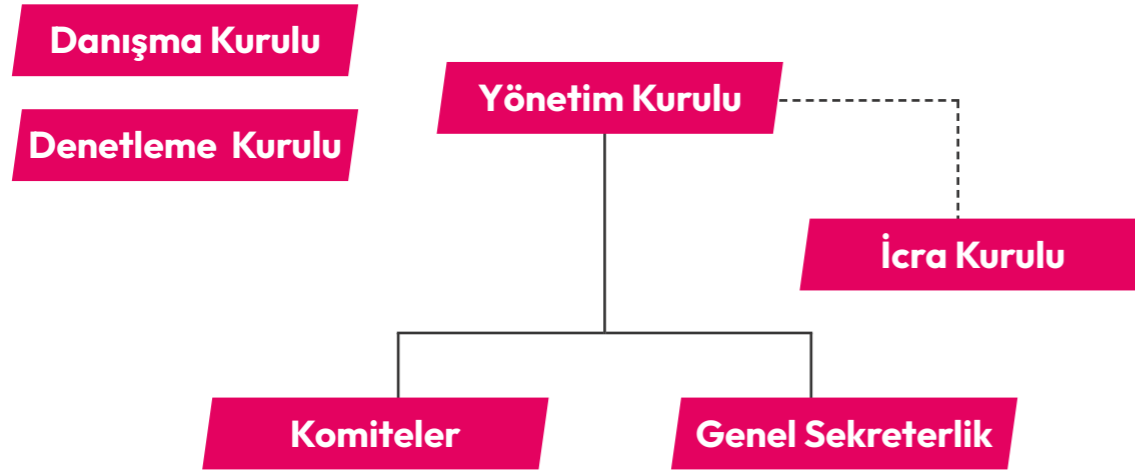 Danışma Kurulu
Denetleme Kurulu
Yönetim Kurulu
İcra Kurulu
Komiteler
Genel Sekreterlik